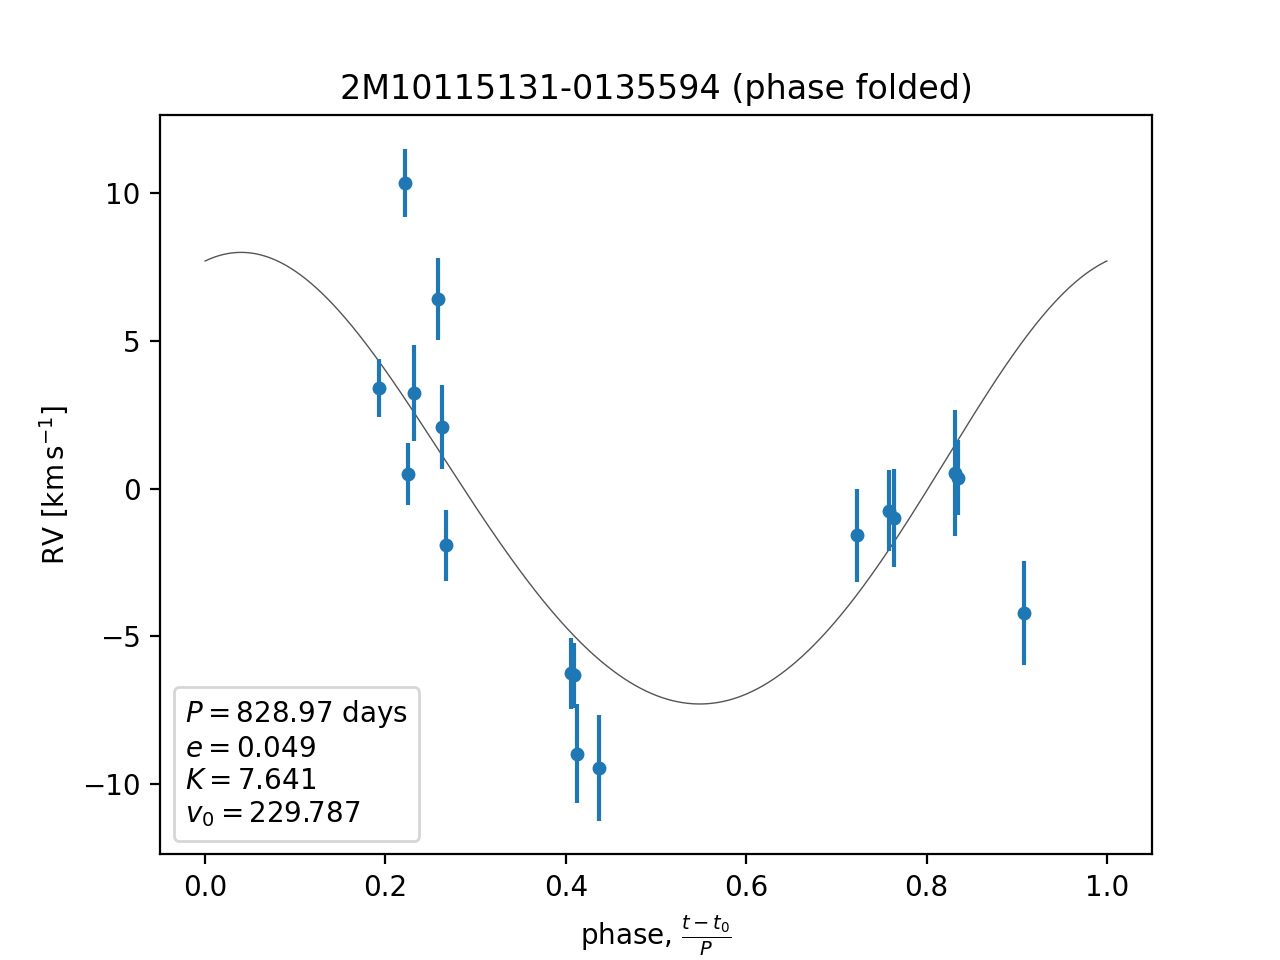 2M10115131-0135594 (phase folded)
RV [km s⁻¹]
10
5
0
−5
−10
P = 828.97 days
e = 0.049
K = 7.641
v₀ = 229.787
0.0 0.2 0.4 0.6 0.8 1.0
phase, (t − t₀)/P